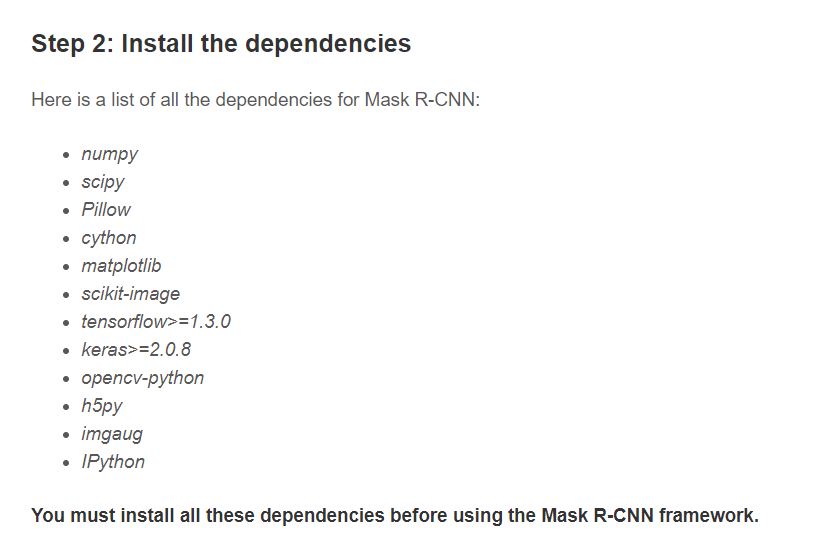 Step 2: Install the dependencies
Here is a list of all the dependencies for Mask R-CNN:
• numpy
• scipy
• Pillow
• cython
• matplotlib
• scikit-image
• tensorflow>=1.3.0
• keras>=2.0.8
• opencv-python
• h5py
• imgaug
• IPython
You must install all these dependencies before using the Mask R-CNN framework.